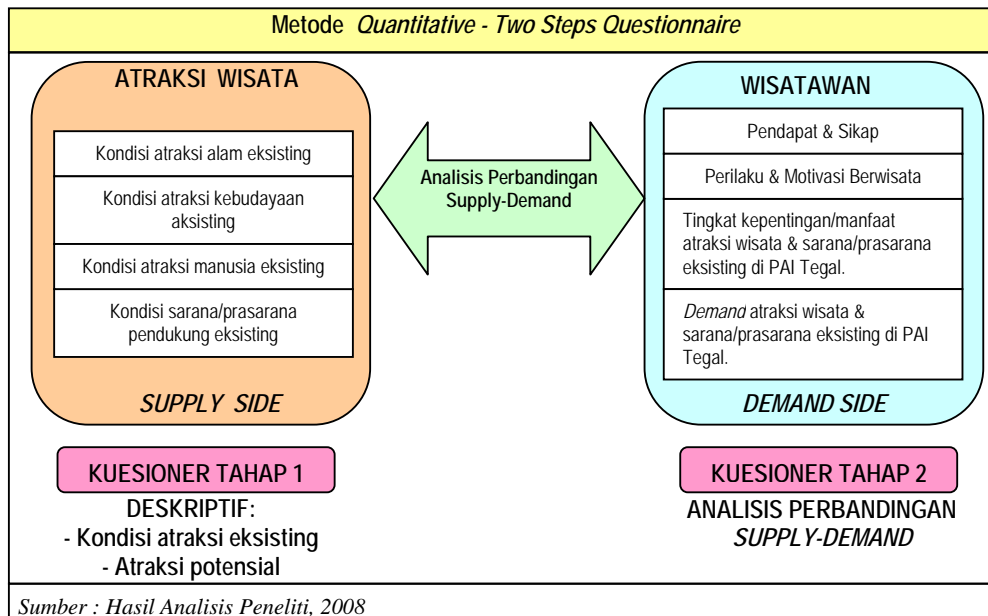 Metode Quantitative - Two Steps Questionnaire
ATRAKSI WISATA
Kondisi atraksi alam eksisting
Kondisi atraksi kebudayaan
aksisting
Kondisi atraksi manusia eksisting
Kondisi sarana/prasarana
pendukung eksisting
SUPPLY SIDE
Analisis Perbandingan
Supply-Demand
WISATAWAN
Pendapat & Sikap
Perilaku & Motivasi Berwisata
Tingkat kepentingan/manfaat
atraksi wisata & sarana/prasarana
eksisting di PAI Tegal.
Demand atraksi wisata &
sarana/prasarana eksisting di PAI
Tegal.
DEMAND SIDE
KUESIONER TAHAP 1
DESKRIPTIF:
- Kondisi atraksi eksisting
- Atraksi potensial
KUESIONER TAHAP 2
ANALISIS PERBANDINGAN
SUPPLY-DEMAND
Sumber : Hasil Analisis Peneliti, 2008